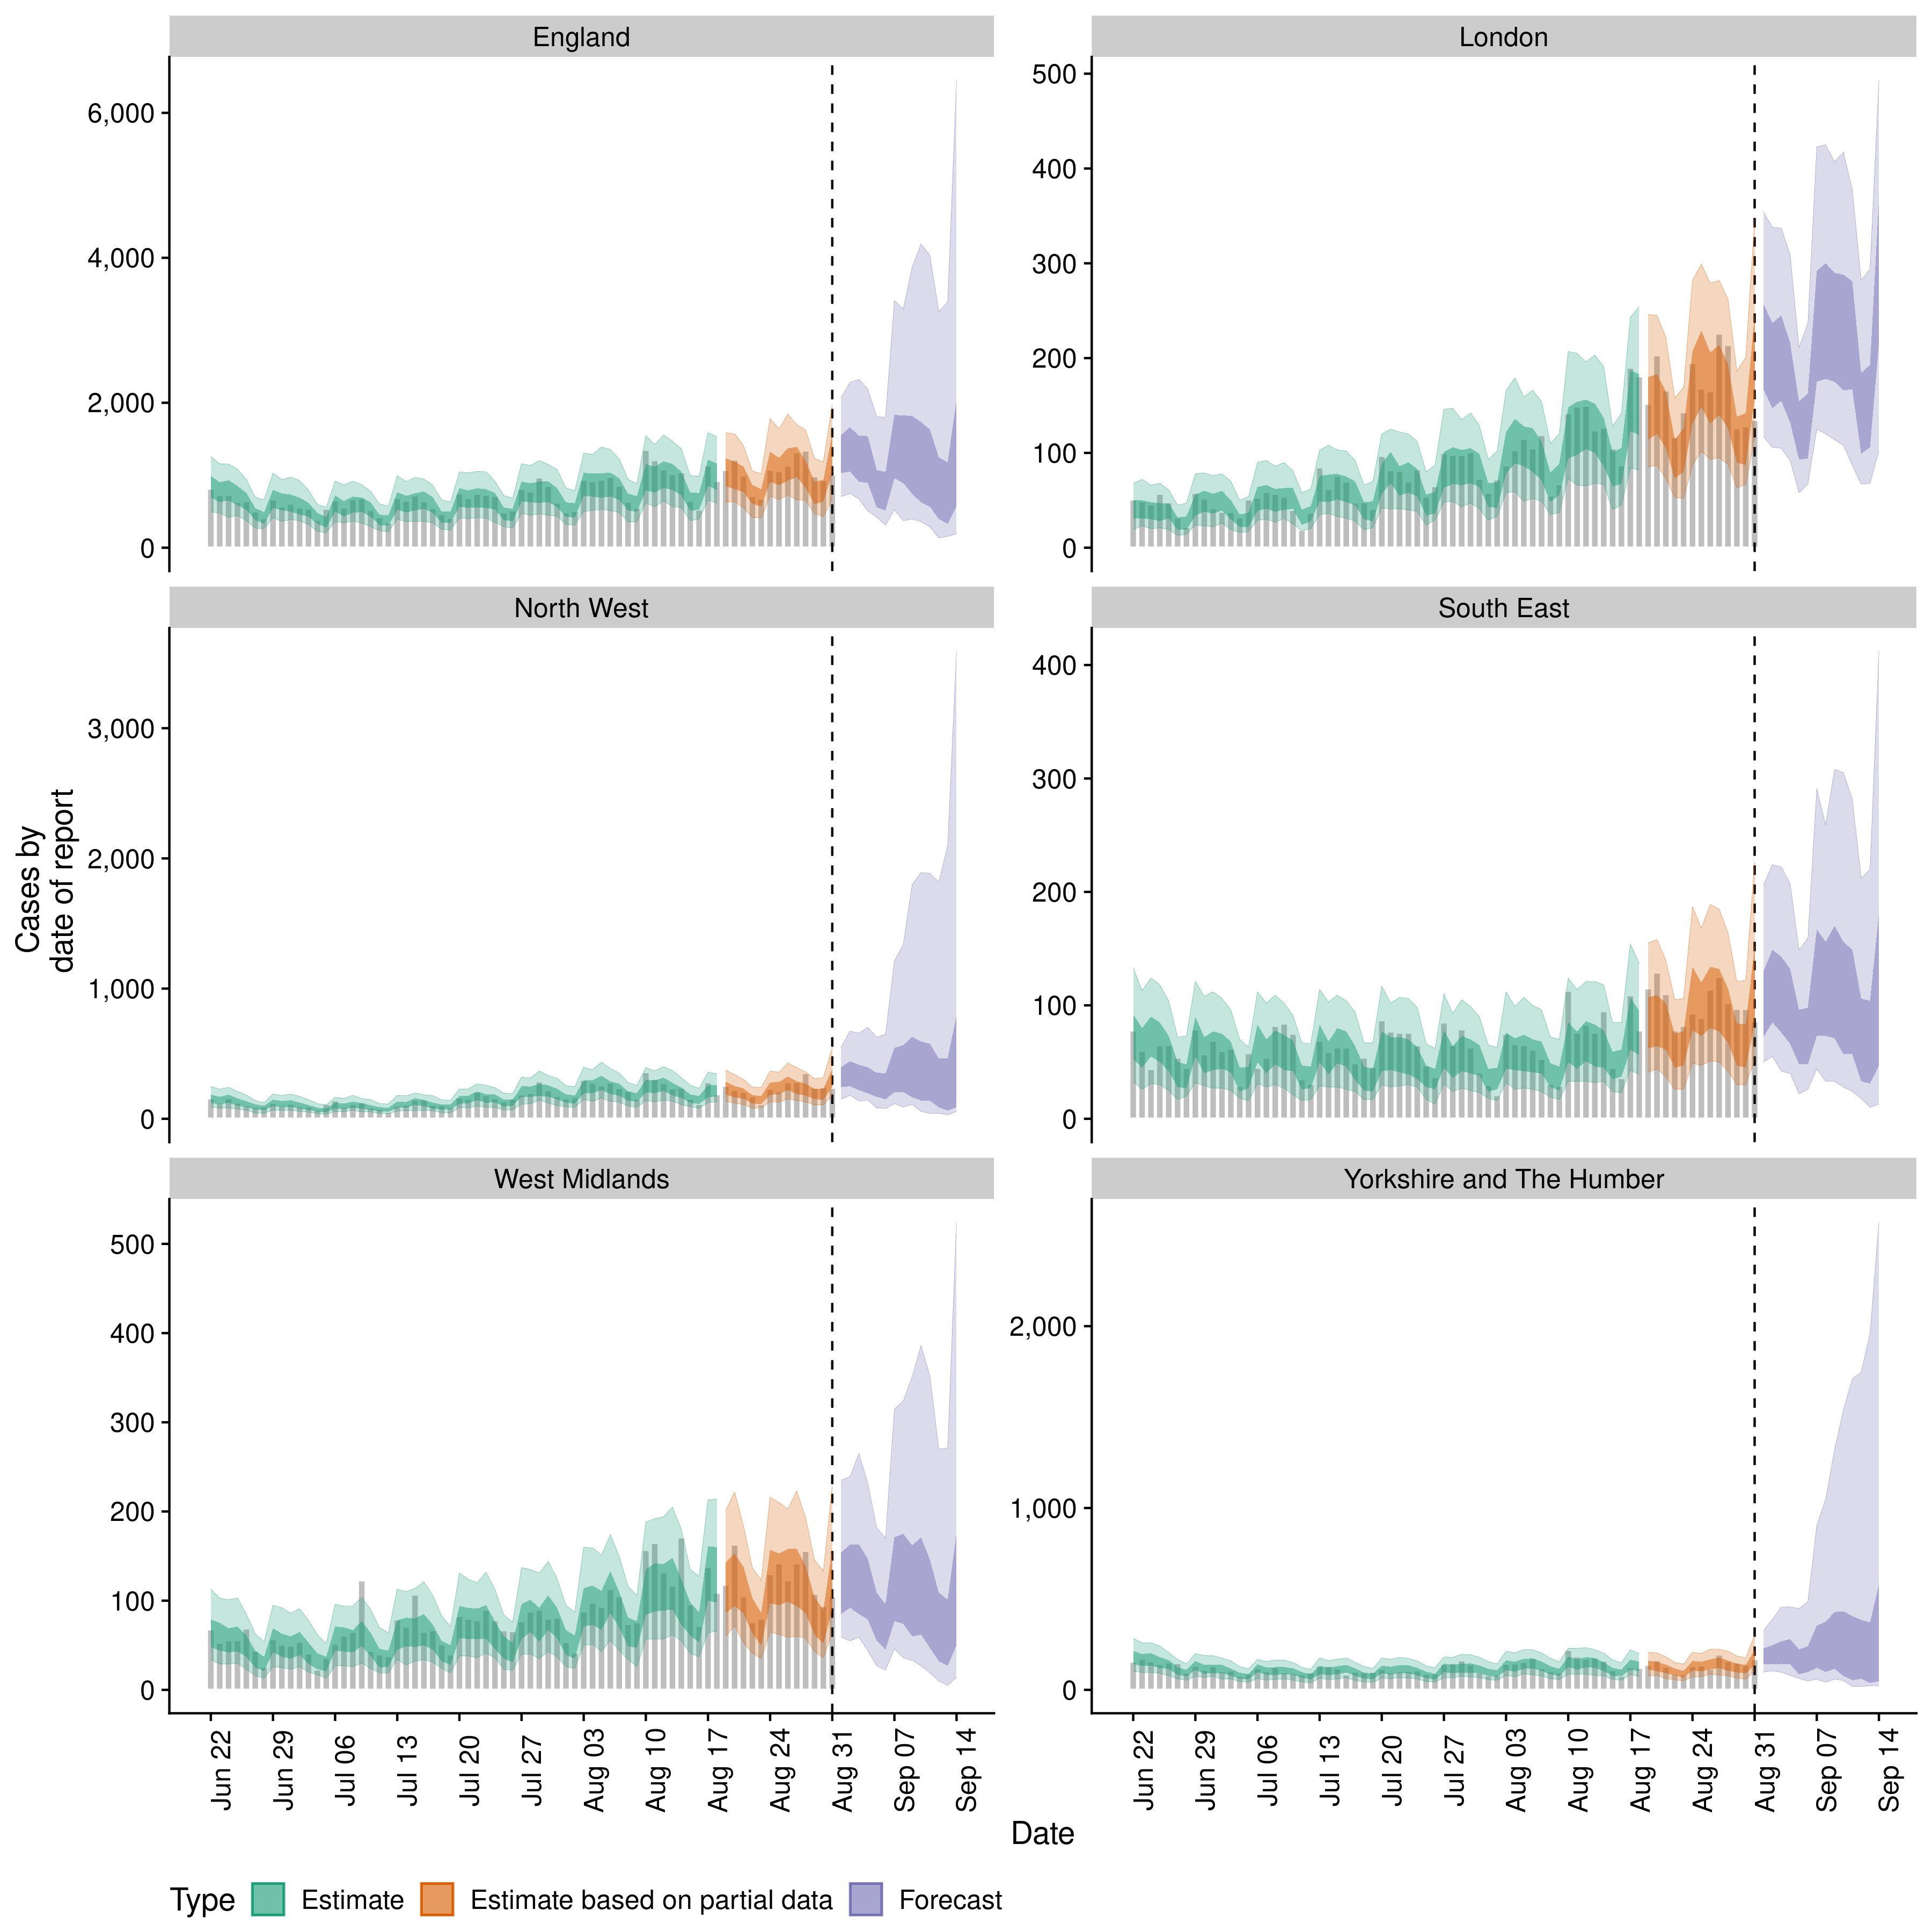 England
London
6,000
4,000
2,000
0
500
400
300
200
100
0
North West
South East
3,000
2,000
1,000
0
400
300
200
100
0
Cases by
date of report
West Midlands
Yorkshire and The Humber
500
400
300
200
100
0
2,000
1,000
0
Jun 22
Jun 29
Jul 06
Jul 13
Jul 20
Jul 27
Aug 03
Aug 10
Aug 17
Aug 24
Aug 31
Sep 07
Sep 14
Jun 22
Jun 29
Jul 06
Jul 13
Jul 20
Jul 27
Aug 03
Aug 10
Aug 17
Aug 24
Aug 31
Sep 07
Sep 14
Date
Type Estimate Estimate based on partial data Forecast